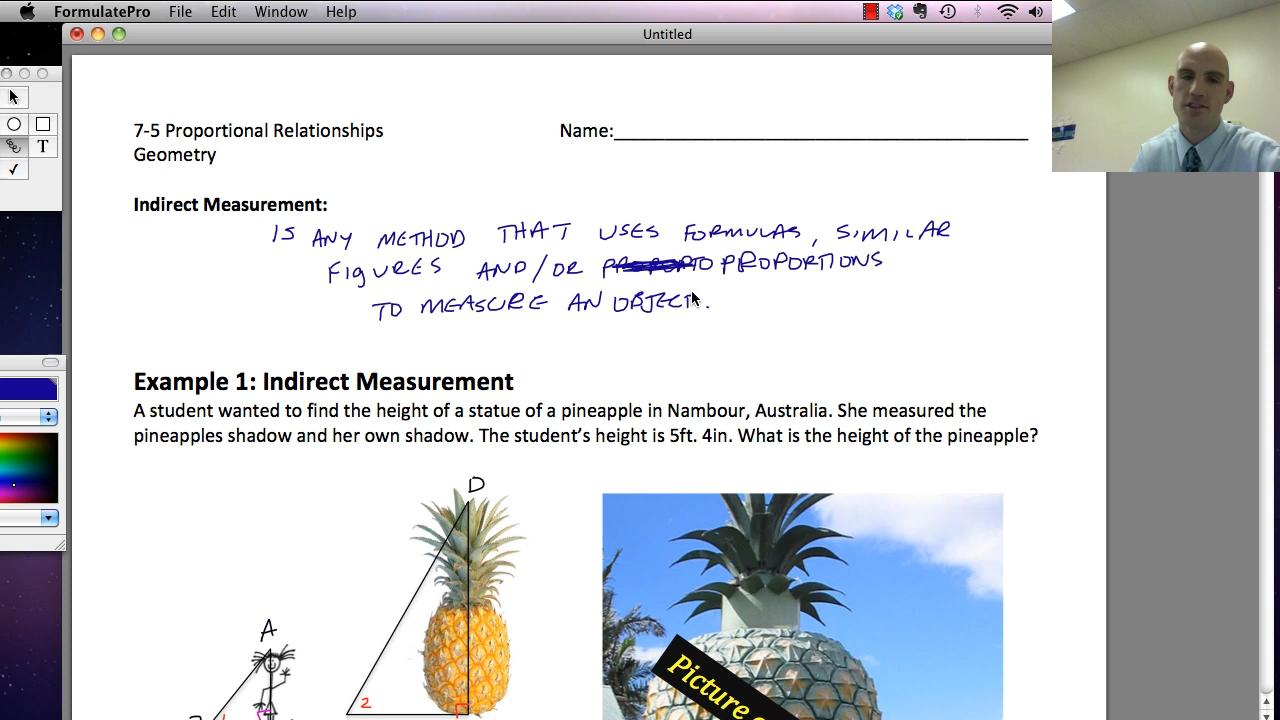 FormulatePro File Edit Window Help
Untitled
T
7-5 Proportional Relationships
Name:
Geometry
Indirect Measurement:
IS ANY METHOD THAT USES FORMULAS, SIMILAR
FIGURES AND/OR PROPORTIONS
TO MEASURE AN OBJECT.
Example 1: Indirect Measurement
A student wanted to find the height of a statue of a pineapple in Nambour, Australia. She measured the
pineapples shadow and her own shadow. The student's height is 5ft. 4in. What is the height of the pineapple?
D
A
2
Picture